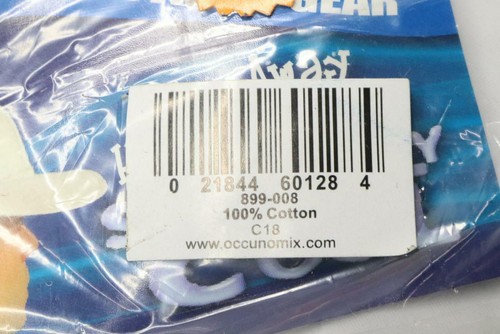 GEAR
0 21844 60128 4
899-008
100% Cotton
C18
www.occunomix.com